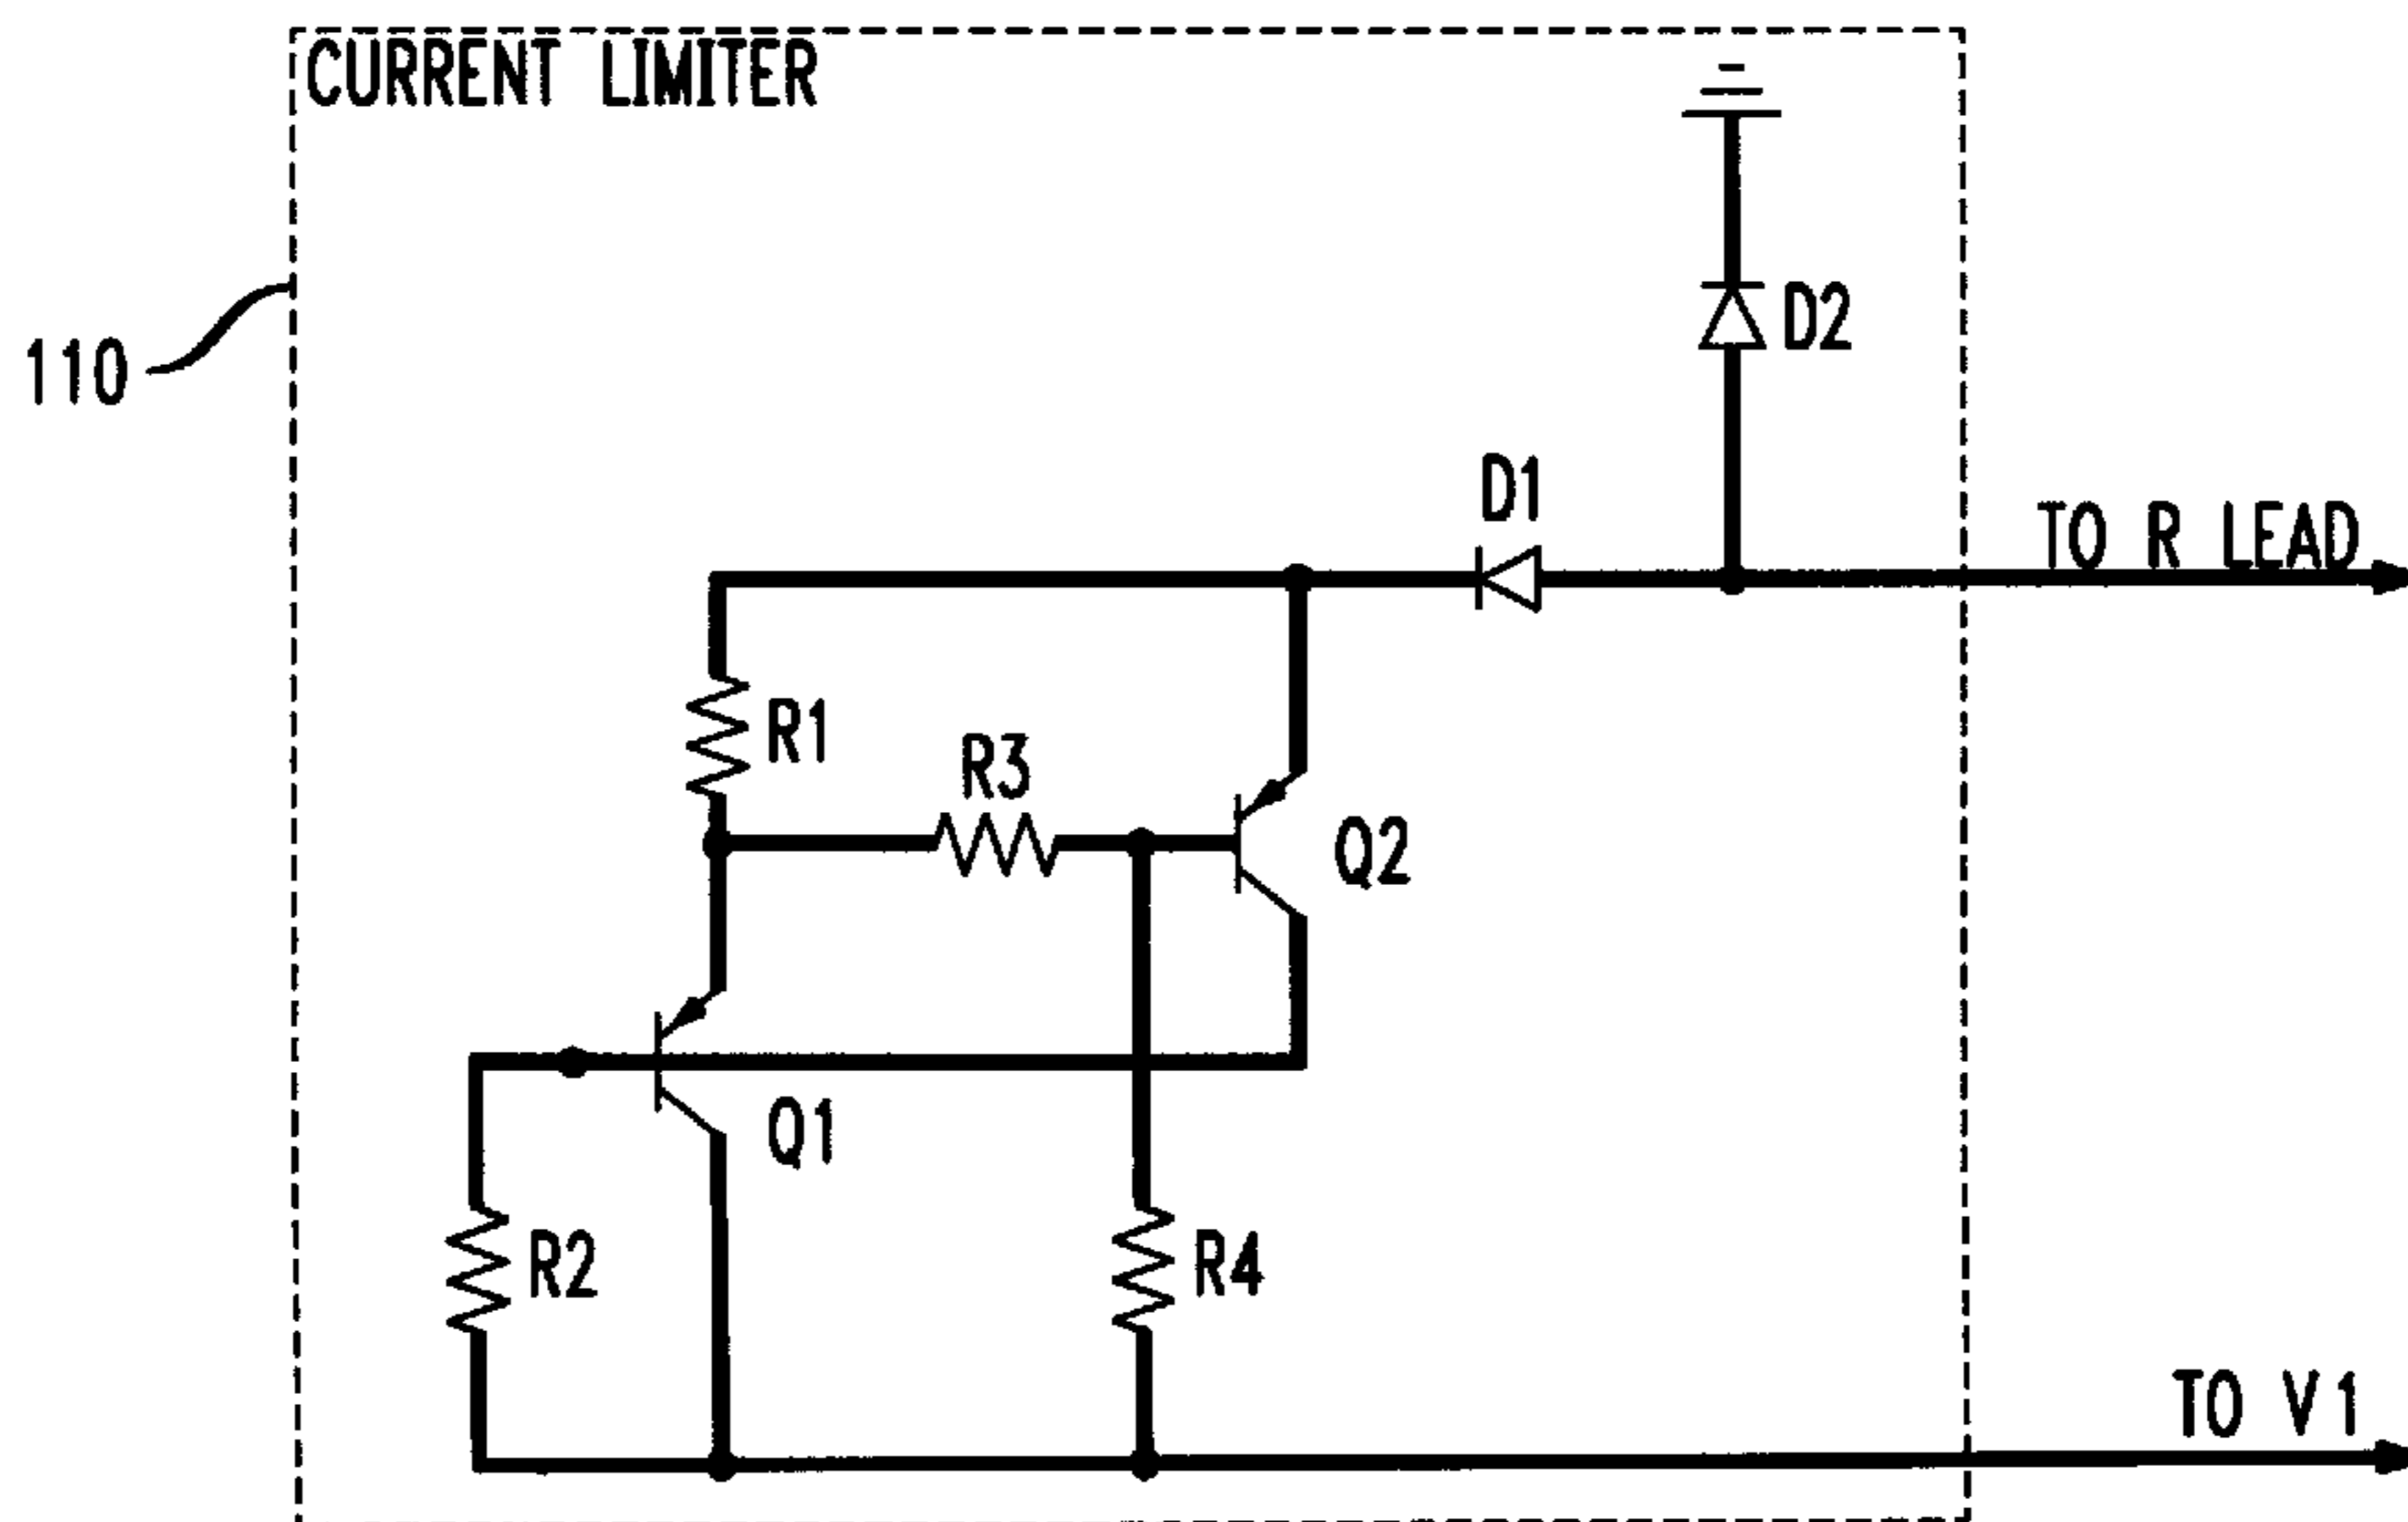 CURRENT LIMITER
110
D2
D1
TO R LEAD
R1
R3
Q2
Q1
R2
R4
TO V1